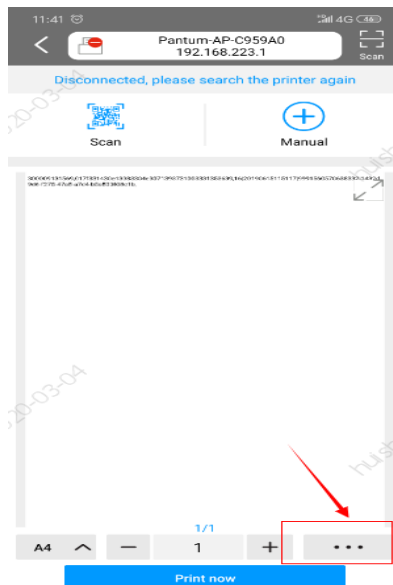 11:41 4G 46
Pantum-AP-C959A0
192.168.223.1
Scan
Disconnected, please search the printer again
Scan Manual
1/1
A4 1
Print now